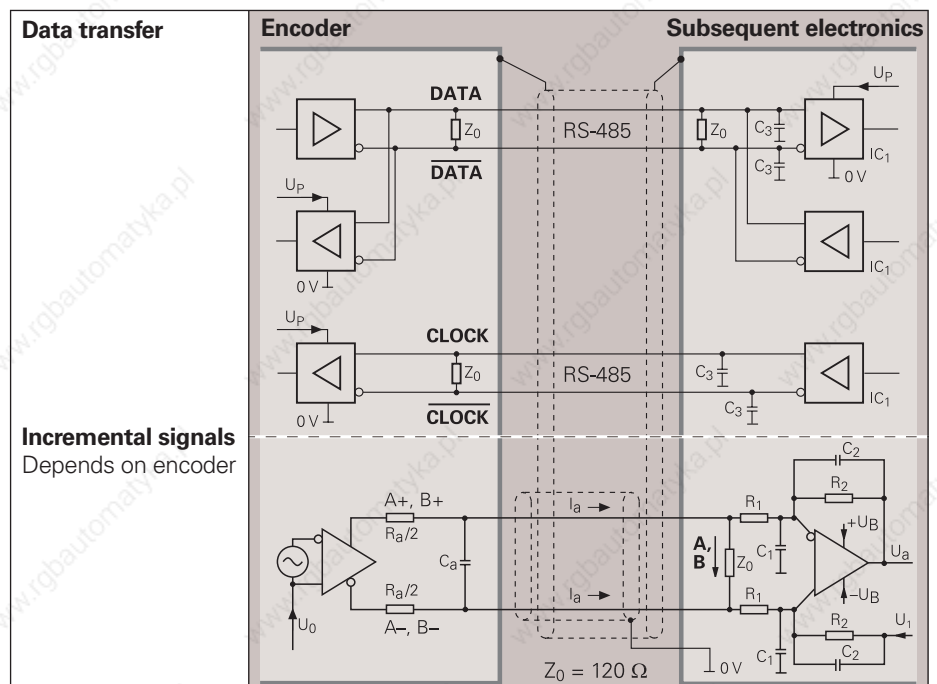 Data transfer
Encoder
Subsequent electronics
DATA
Z0
RS-485
Z0
C3
UP
DATA
C3
IC1
0 V
UP
IC1
0 V
UP
CLOCK
Z0
RS-485
C3
CLOCK
C3
IC1
0 V
Incremental signals
Depends on encoder
A+, B+
Ra/2
Ca
Ra/2
A–, B–
U0
Ia
Ia
A,
B
Z0
R1
C1
R1
C1
C2
R2
+UB
Ua
–UB
U1
R2
C2
Z0 = 120 Ω
0 V
www.rgbautomatyka.pl